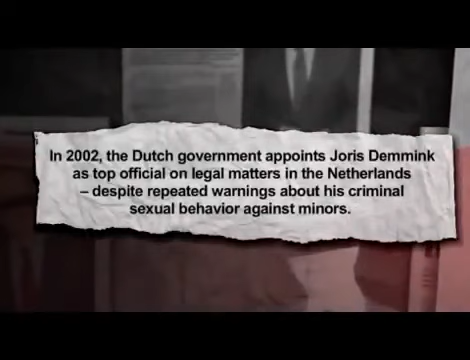 In 2002, the Dutch government appoints Joris Demmink
as top official on legal matters in the Netherlands
– despite repeated warnings about his criminal
sexual behavior against minors.